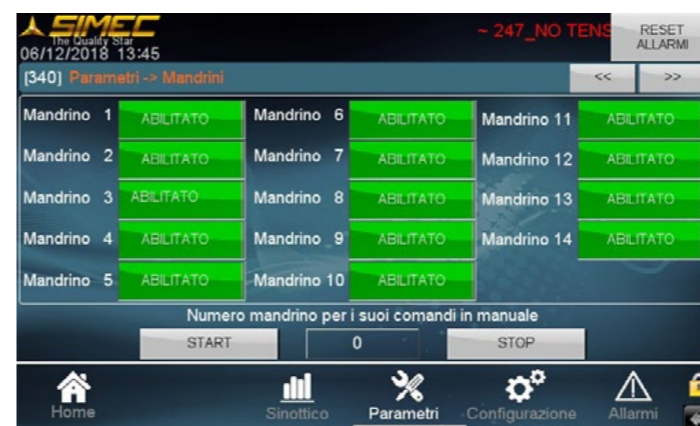 SIMEC
The Quality Star
~ 247_NO TENS
RESET
ALLARMI
06/12/2018 13:45
(340) Parametri -> Mandrini
<< >>
Mandrino 1 ABILITATO Mandrino 6 ABILITATO Mandrino 11 ABILITATO
Mandrino 2 ABILITATO Mandrino 7 ABILITATO Mandrino 12 ABILITATO
Mandrino 3 ABILITATO Mandrino 8 ABILITATO Mandrino 13 ABILITATO
Mandrino 4 ABILITATO Mandrino 9 ABILITATO Mandrino 14 ABILITATO
Mandrino 5 ABILITATO Mandrino 10 ABILITATO
Numero mandrino per i suoi comandi in manuale
START 0 STOP
Home Sinottico Parametri Configurazione Allarmi